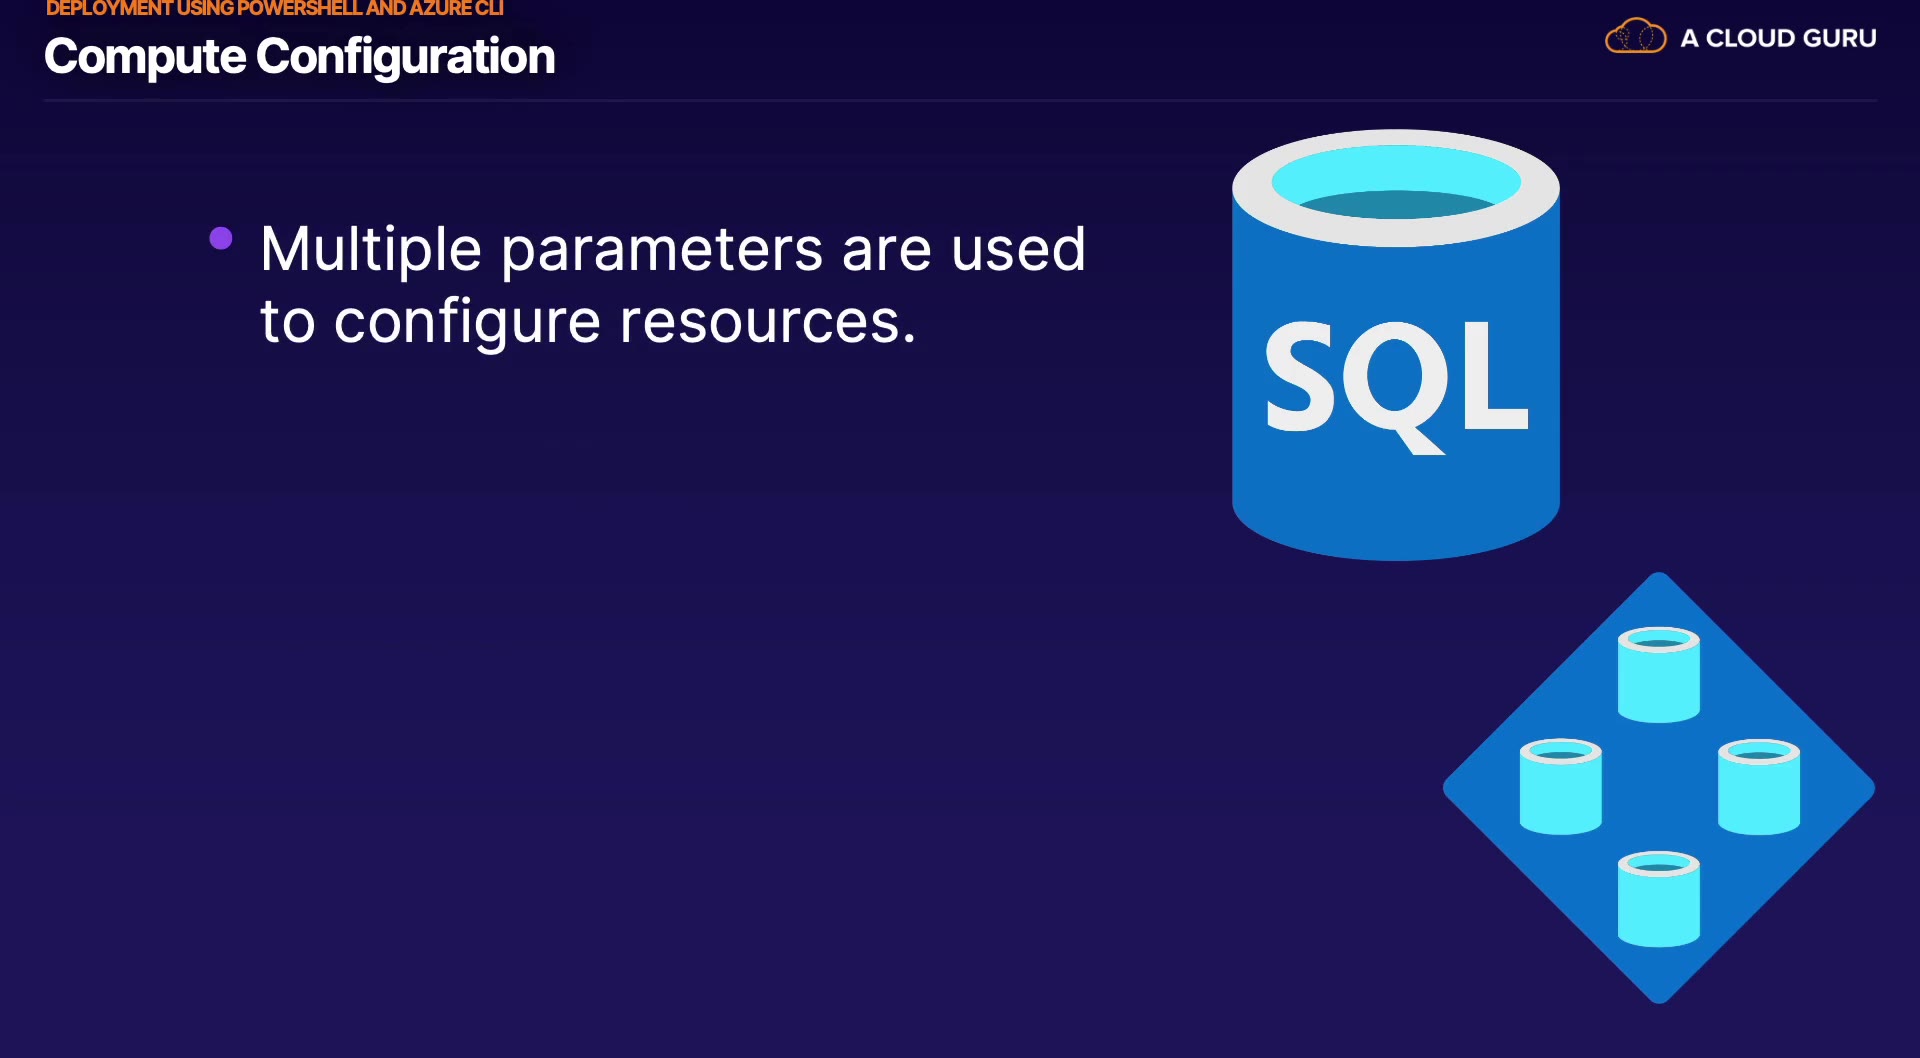 DEPLOYMENT USING POWERSHELL AND AZURE CLI
Compute Configuration
A CLOUD GURU
Multiple parameters are used
to configure resources.
SQL